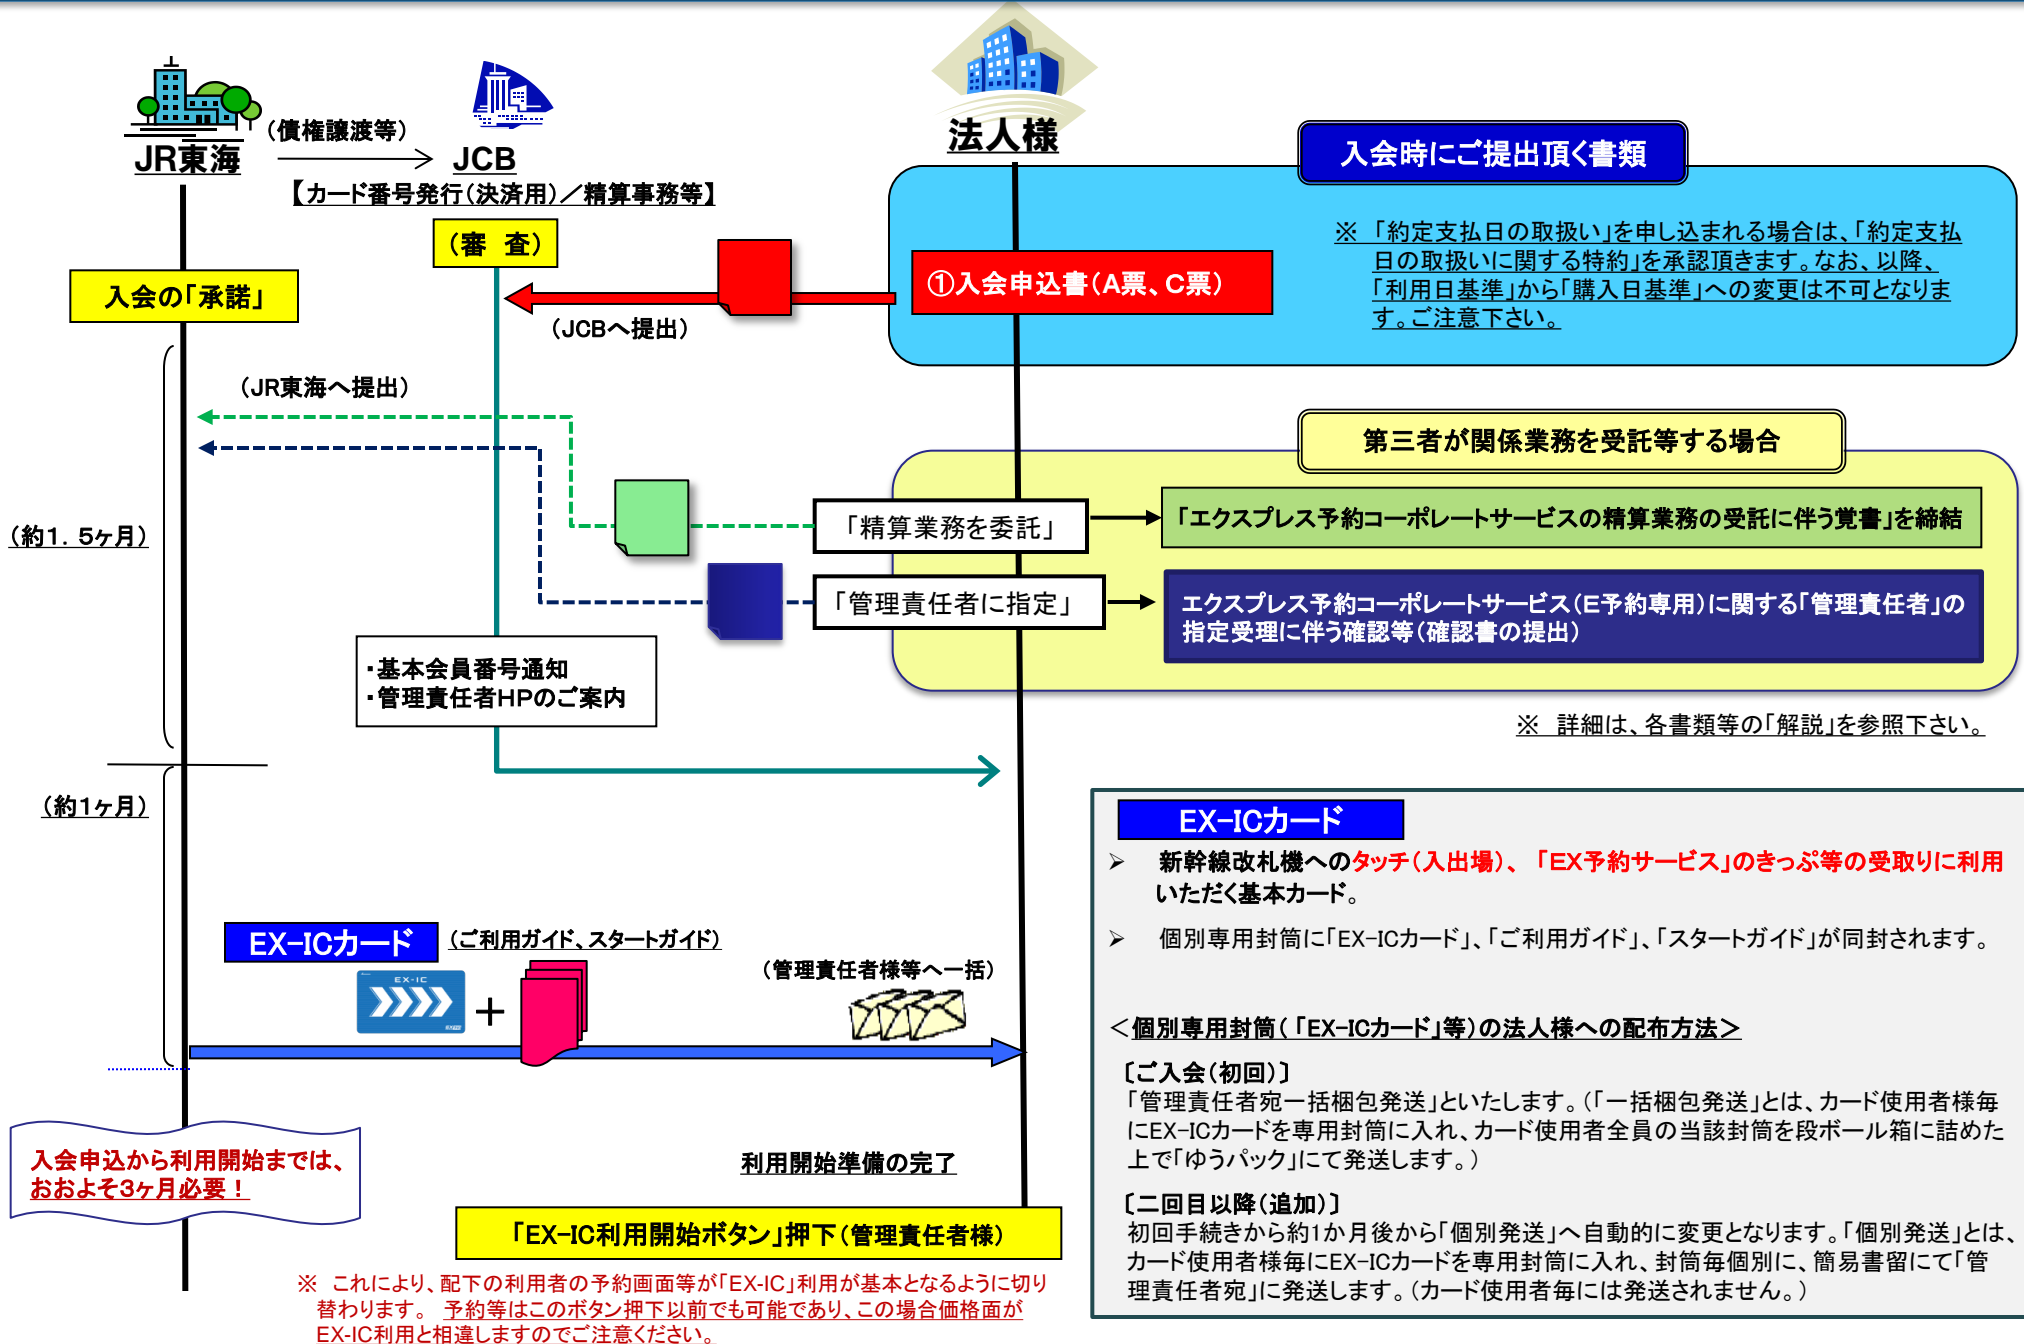 法人様
(債権譲渡等)
JR東海
JCB
【カード番号発行(決済用)/精算事務等】
(審 査)
入会の「承諾」
入会時にご提出頂く書類
①入会申込書(A票、C票)
(JCBへ提出)
※ 「約定支払日の取扱い」を申し込まれる場合は、「約定支払
日の取扱いに関する特約」を承認頂きます。なお、以降、
「利用日基準」から「購入日基準」への変更は不可となりま
す。ご注意下さい。
(JR東海へ提出)
第三者が関係業務を受託等する場合
(約1.5ヶ月)
「精算業務を委託」
「エクスプレス予約コーポレートサービスの精算業務の受託に伴う覚書」を締結
「管理責任者に指定」
エクスプレス予約コーポレートサービス(E予約専用)に関する「管理責任者」の
指定受理に伴う確認等(確認書の提出)
・基本会員番号通知
・管理責任者HPのご案内
※ 詳細は、各書類等の「解説」を参照下さい。
(約1ヶ月)
EX-ICカード
(ご利用ガイド、スタートガイド)
(管理責任者様等へ一括)
EX-IC
+
入会申込から利用開始までは、
おおよそ3ヶ月必要!
利用開始準備の完了
「EX-IC利用開始ボタン」押下(管理責任者様)
※ これにより、配下の利用者の予約画面等が「EX-IC」利用が基本となるように切り
替わります。 予約等はこのボタン押下以前でも可能であり、この場合価格面が
EX-IC利用と相違しますのでご注意ください。
EX-ICカード
➢ 新幹線改札機へのタッチ(入出場)、「EX予約サービス」のきっぷ等の受取りに利用
いただく基本カード。
➢ 個別専用封筒に「EX-ICカード」、「ご利用ガイド」、「スタートガイド」が同封されます。
<個別専用封筒(「EX-ICカード」等)の法人様への配布方法>
〔ご入会(初回)〕
「管理責任者宛一括梱包発送」といたします。(「一括梱包発送」とは、カード使用者様毎
にEX-ICカードを専用封筒に入れ、カード使用者全員の当該封筒を段ボール箱に詰めた
上で「ゆうパック」にて発送します。)
〔二回目以降(追加)〕
初回手続きから約1か月後から「個別発送」へ自動的に変更となります。「個別発送」とは、
カード使用者様毎にEX-ICカードを専用封筒に入れ、封筒毎個別に、簡易書留にて「管
理責任者宛」に発送します。(カード使用者毎には発送されません。)